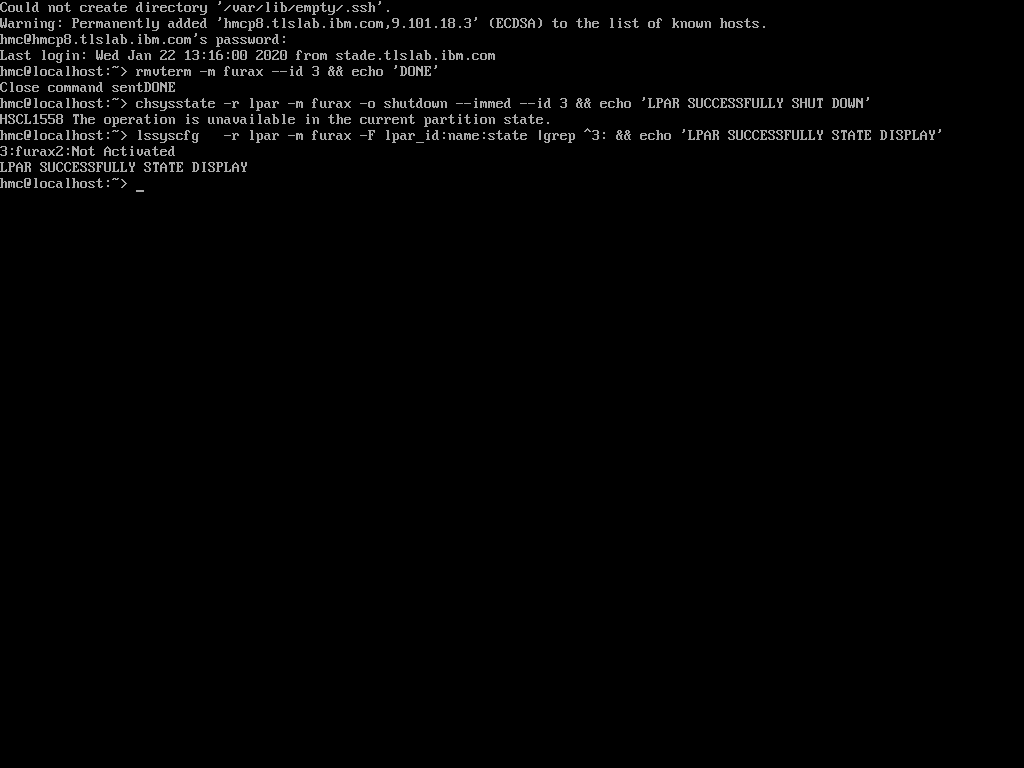 Could not create directory '/var/lib/empty/.ssh'.
Warning: Permanently added 'hmcp8.tlslab.ibm.com,9.101.18.3' (ECDSA) to the list of known hosts.
hmc@hmcp8.tlslab.ibm.com's password:
Last login: Wed Jan 22 13:16:00 2020 from stade.tlslab.ibm.com
hmc@localhost:~> rmvterm -m furax --id 3 && echo 'DONE'
Close command sentDONE
hmc@localhost:~> chsysstate -r lpar -m furax -o shutdown --immed --id 3 && echo 'LPAR SUCCESSFULLY SHUT DOWN'
HSCL1558 The operation is unavailable in the current partition state.
hmc@localhost:~> lssyscfg   -r lpar -m furax -F lpar_id:name:state |grep ^3: && echo 'LPAR SUCCESSFULLY STATE DISPLAY'
3:furax2:Not Activated
LPAR SUCCESSFULLY STATE DISPLAY
hmc@localhost:~> _